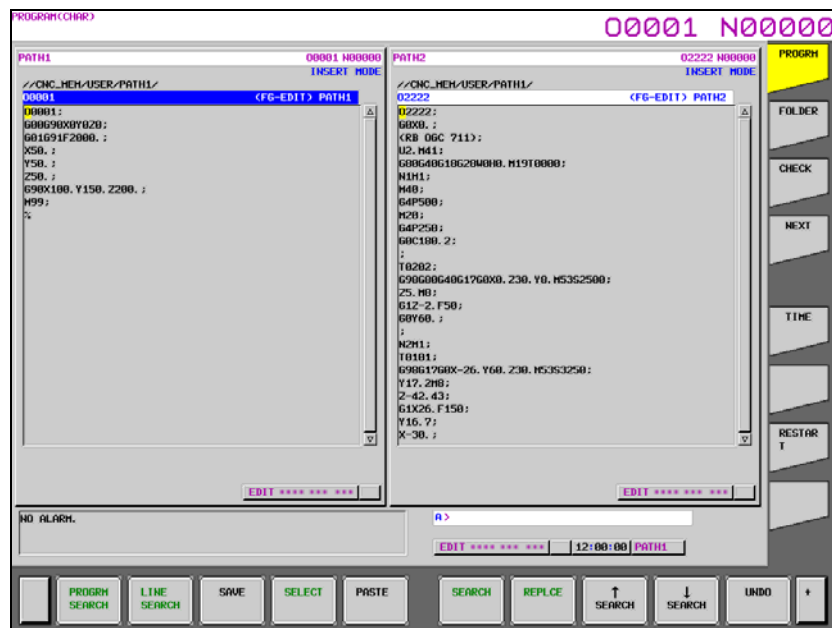 PROGRAM(CHAR)
O0001 N00000
PATH1 O0001 N00000
INSERT MODE
//CNC_MEM/USER/PATH1/
O0001 (FG-EDIT) PATH1
O0001;
G00G90X0Y0Z0;
G01G91F2000.;
X50.;
Y50.;
Z50.;
G90X100.Y150.Z200.;
M99;
%
EDIT **** *** ***
PATH2 O2222 N00000
INSERT MODE
//CNC_MEM/USER/PATH1/
O2222 (FG-EDIT) PATH2
O2222;
G0X0.;
(RB OGC 711);
U2.M41;
G80G40G18G20W0H0.M19T0000;
N1M1;
M40;
G4P500;
M20;
G4P250;
G0C180.2;
;
T0202;
G98G80G40G17G0X0.Z30.Y0.M53S2500;
Z5.M8;
G1Z-2.F50;
G0Y60.;
;
N2M1;
T0101;
G98G17G0X-26.Y60.Z30.M53S3250;
Y17.2M8;
Z-42.43;
G1X26.F150;
Y16.7;
X-30.;
EDIT **** *** ***
NO ALARM.
A>
EDIT **** *** *** 12:00:00 PATH1
PROGRM
FOLDER
CHECK
NEXT
TIME
RESTAR
T
PROGRM
SEARCH
LINE
SEARCH
SAVE
SELECT
PASTE
SEARCH
REPLCE
↑
SEARCH
↓
SEARCH
UNDO
+